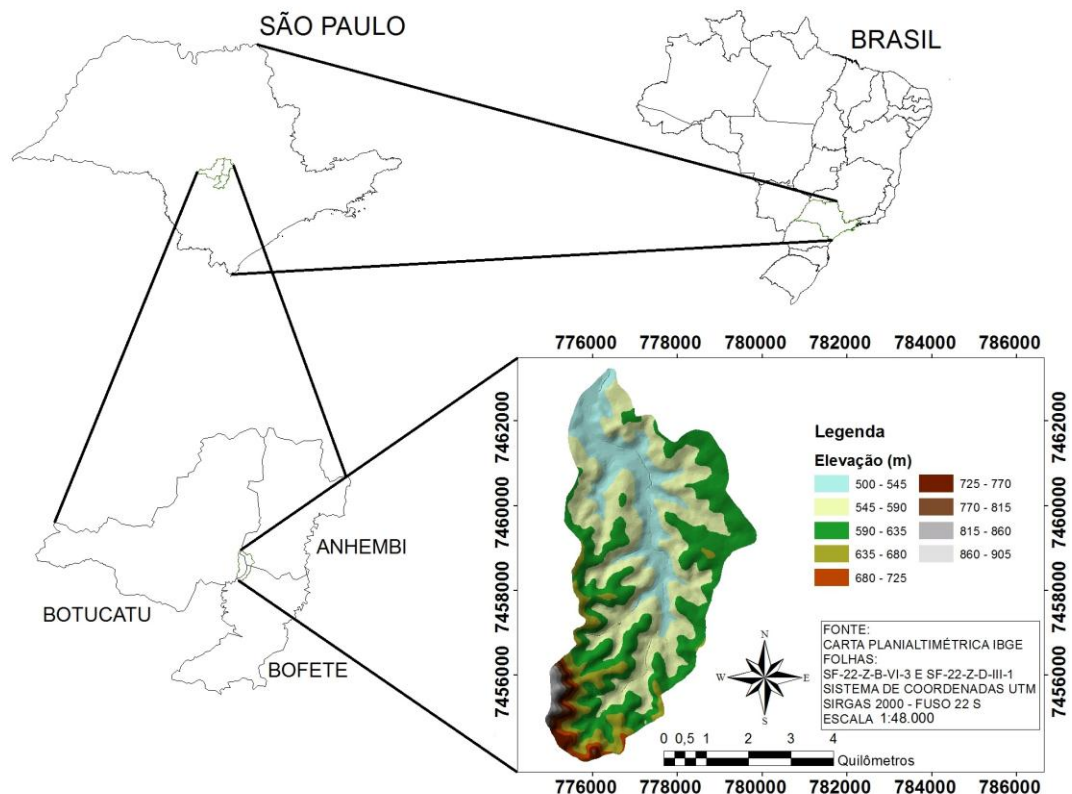 SÃO PAULO
BRASIL
ANHEMBI
BOTUCATU
BOFETE
776000 778000 780000 782000 784000 786000
7462000
7460000
7458000
7456000
7462000
7460000
7458000
7456000
Legenda
Elevação (m)
500 - 545
545 - 590
590 - 635
635 - 680
680 - 725
725 - 770
770 - 815
815 - 860
860 - 905
N
W E
S
FONTE:
CARTA PLANIALTIMÉTRICA IBGE
FOLHAS:
SF-22-Z-B-VI-3 E SF-22-Z-D-III-1
SISTEMA DE COORDENADAS UTM
SIRGAS 2000 - FUSO 22 S
ESCALA 1:48.000
0 0,5 1 2 3 4
Quilômetros
776000 778000 780000 782000 784000 786000